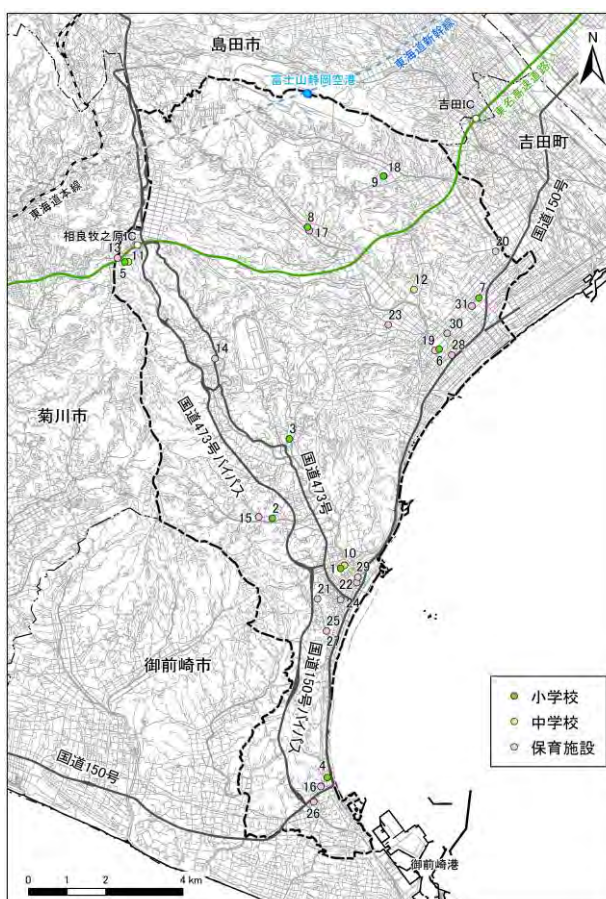 島田市
東海道新幹線
富士山静岡空港
N
東名高速道路
吉田IC
吉田町
国道150号
東海道本線
相良牧之原IC
18
9
8
17
20
13
11
5
12
7
31
23
30
19
28
6
14
菊川市
国道473号バイパス
国道473号
3
15
2
10
1
29
22
21
24
25
27
御前崎市
国道150号バイパス
国道150号
4
16
26
小学校
中学校
保育施設
御前崎港
0 1 2 4 km